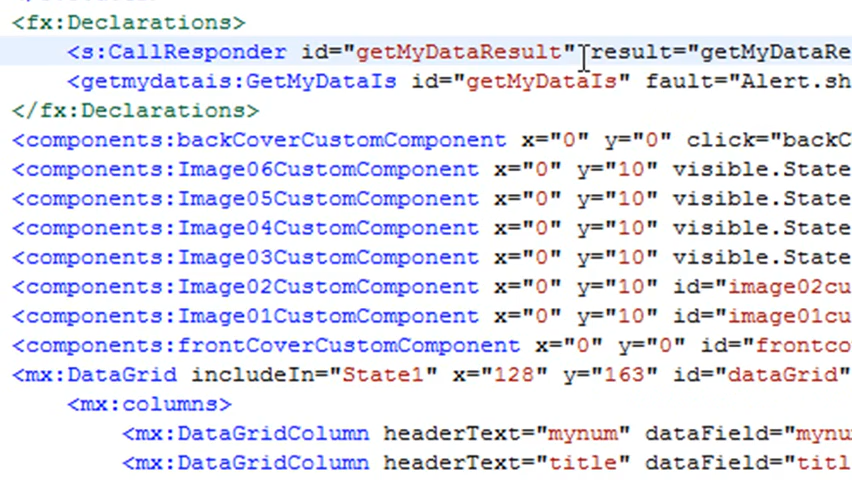 <fx:Declarations>
<s:CallResponder id="getMyDataResult" result="getMyDataRe
<getmydatais:GetMyDataIs id="getMyDataIs" fault="Alert.sh
</fx:Declarations>
<components:backCoverCustomComponent x="0" y="0" click="backC
<components:Image06CustomComponent x="0" y="10" visible.State
<components:Image05CustomComponent x="0" y="10" visible.State
<components:Image04CustomComponent x="0" y="10" visible.State
<components:Image03CustomComponent x="0" y="10" visible.State
<components:Image02CustomComponent x="0" y="10" id="image02cu
<components:Image01CustomComponent x="0" y="10" id="image01cu
<components:frontCoverCustomComponent x="0" y="0" id="frontco
<mx:DataGrid includeIn="State1" x="128" y="163" id="dataGrid"
<mx:columns>
<mx:DataGridColumn headerText="mynum" dataField="mynu
<mx:DataGridColumn headerText="title" dataField="titl